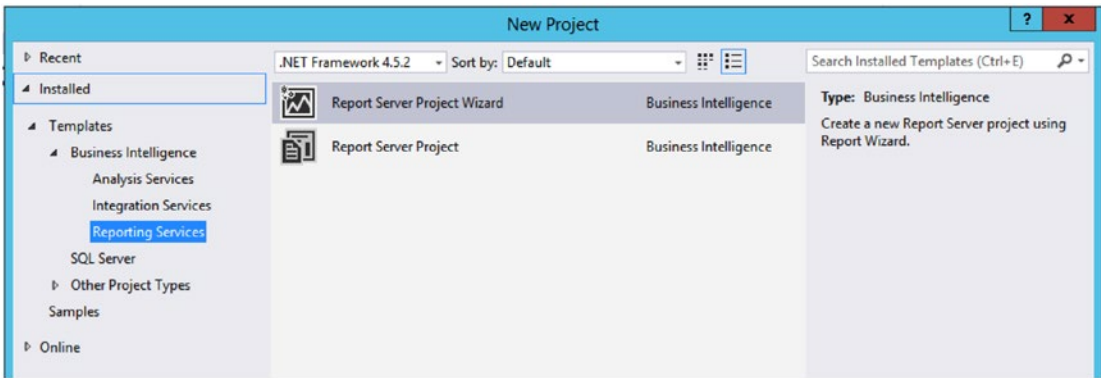 New Project
?
x
Recent
Installed
Templates
Business Intelligence
Analysis Services
Integration Services
Reporting Services
SQL Server
Other Project Types
Samples
Online
.NET Framework 4.5.2
Sort by: Default
Report Server Project Wizard Business Intelligence
Report Server Project Business Intelligence
Search Installed Templates (Ctrl+E)
Type: Business Intelligence
Create a new Report Server project using
Report Wizard.